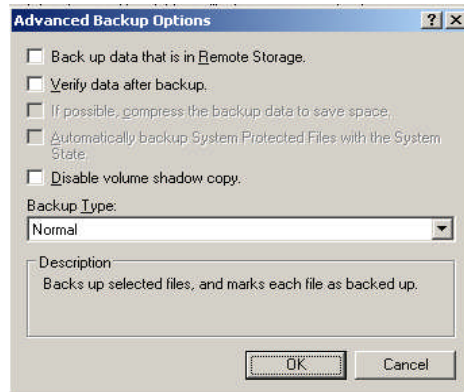 Advanced Backup Options
Back up data that is in Remote Storage.
Verify data after backup.
If possible, compress the backup data to save space.
Automatically backup System Protected Files with the System
State.
Disable volume shadow copy.
Backup Type:
Normal
Description
Backs up selected files, and marks each file as backed up.
OK Cancel